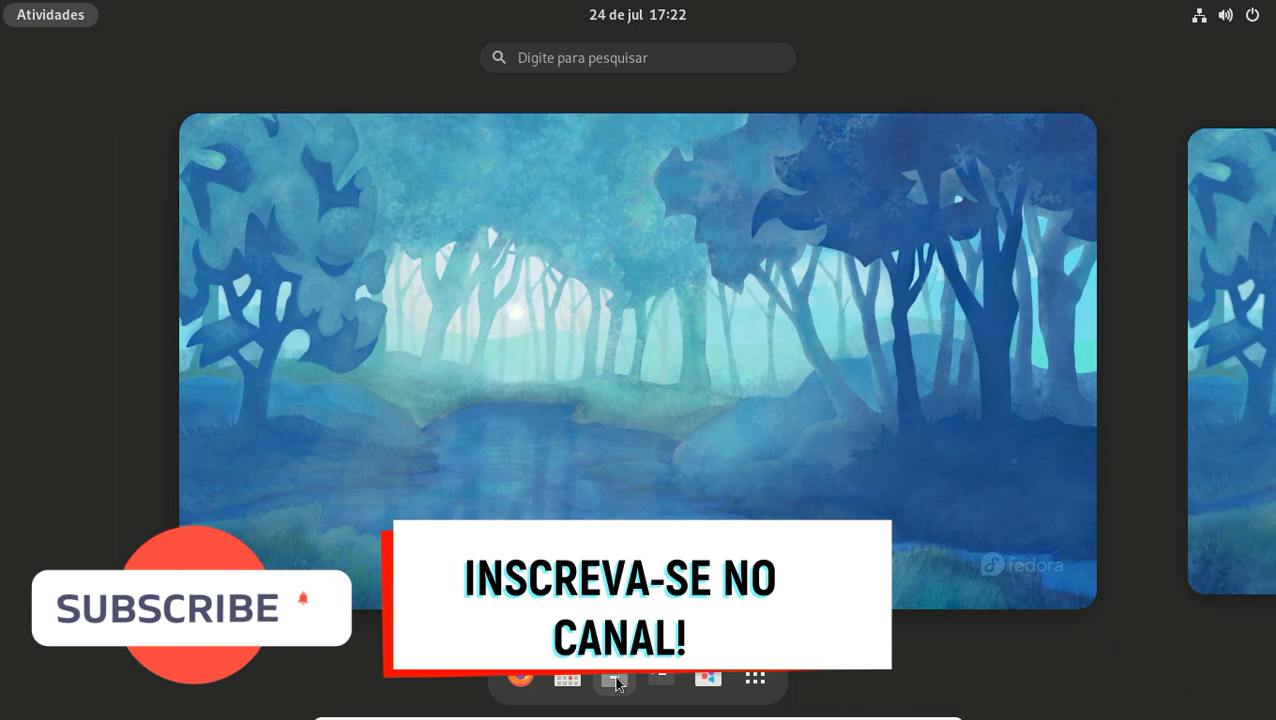 Atividades
24 de jul 17:22
Digite para pesquisar
fedora
SUBSCRIBE
INSCREVA-SE NO
CANAL!